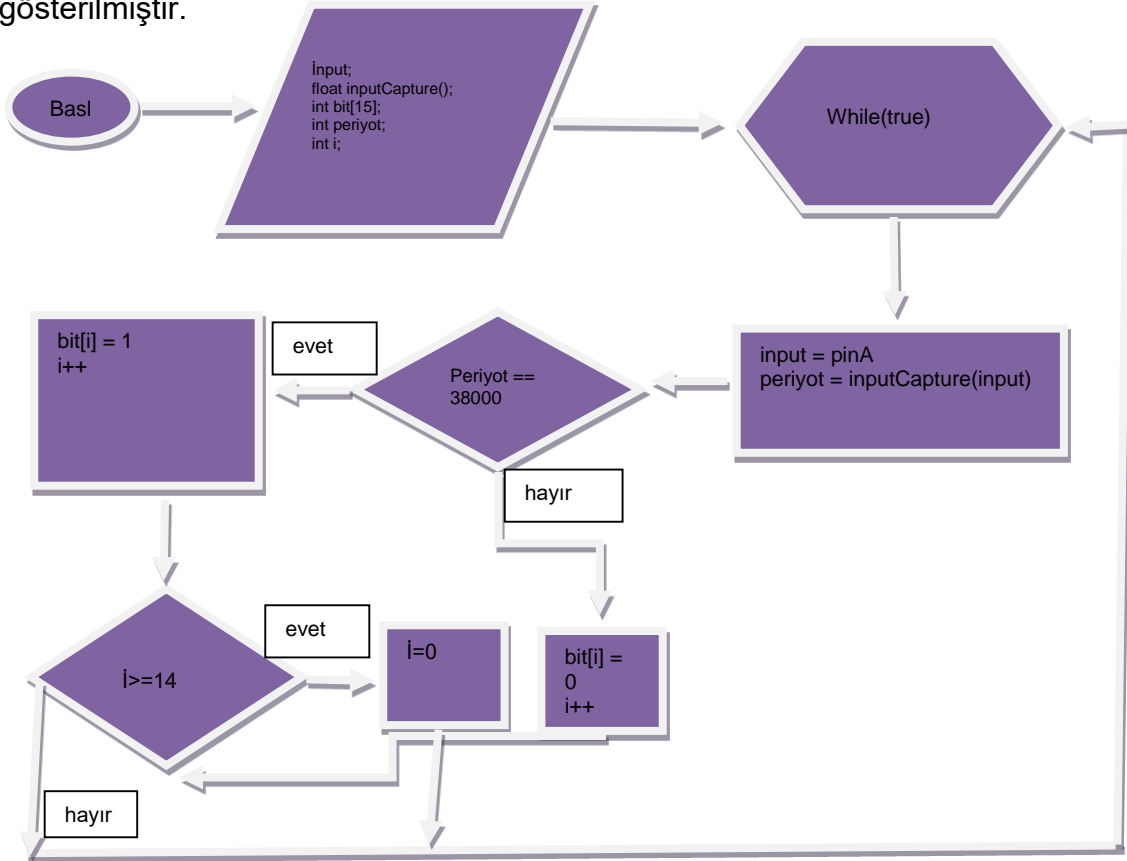 gösterilmiştir.
Basl
İnput;
float inputCapture();
int bit[15];
int periyot;
int i;
While(true)
input = pinA
periyot = inputCapture(input)
Periyot ==
38000
evet
bit[i] = 1
i++
hayır
bit[i] =
0
i++
İ>=14
evet
İ=0
hayır